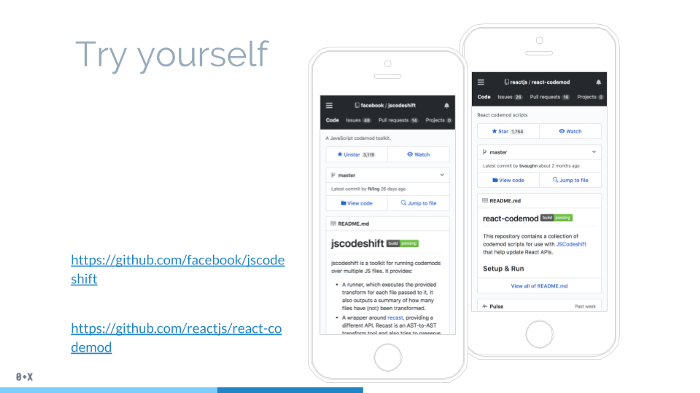 Try yourself
https://github.com/facebook/jscode
shift
https://github.com/reactjs/react-co
demod
facebook / jscodeshift
Code Issues 60 Pull requests 16 Projects 0
A JavaScript codemod toolkit.
Unstar 3,119 Watch
master
Latest commit by fkling 20 days ago
View code Jump to file
README.md
jscodeshift build passing
jscodeshift is a toolkit for running codemods
over multiple JS files. It provides:
A runner, which executes the provided
transform for each file passed to it. It
also outputs a summary of how many
files have (not) been transformed.
A wrapper around recast, providing a
different API. Recast is an AST-to-AST
transform tool and also tries to preserve
reactjs / react-codemod
Code Issues Pull requests 16 Projects 0
React codemod scripts
Star 1,764 Watch
master
Latest commit by bvaughn about 2 months ago
View code Jump to file
README.md
react-codemod build passing
This repository contains a collection of
codemod scripts for use with JSCodeshift
that help update React APIs.
Setup & Run
View all of README.md
Pulse Past week
0+X